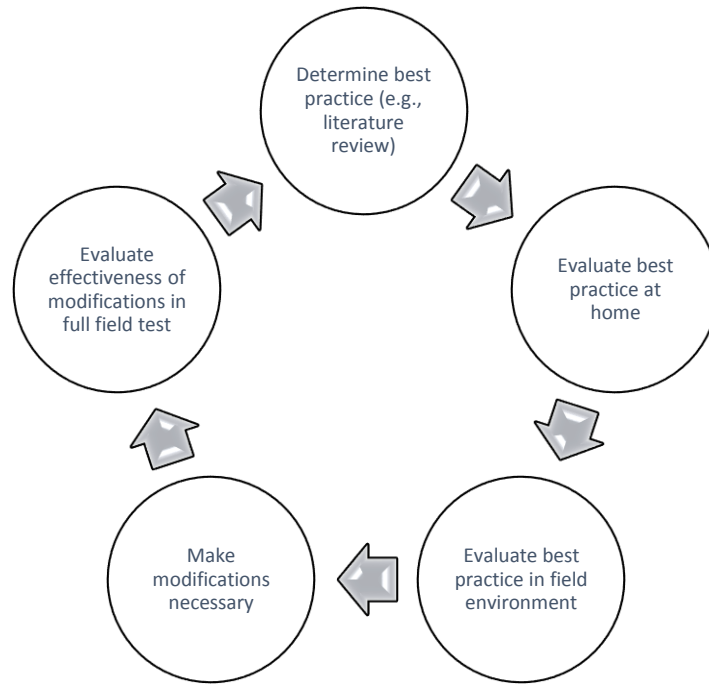 Determine best
practice (e.g.,
literature
review)
Evaluate best
practice at
home
Evaluate best
practice in field
environment
Make
modifications
necessary
Evaluate
effectiveness of
modifications in
full field test